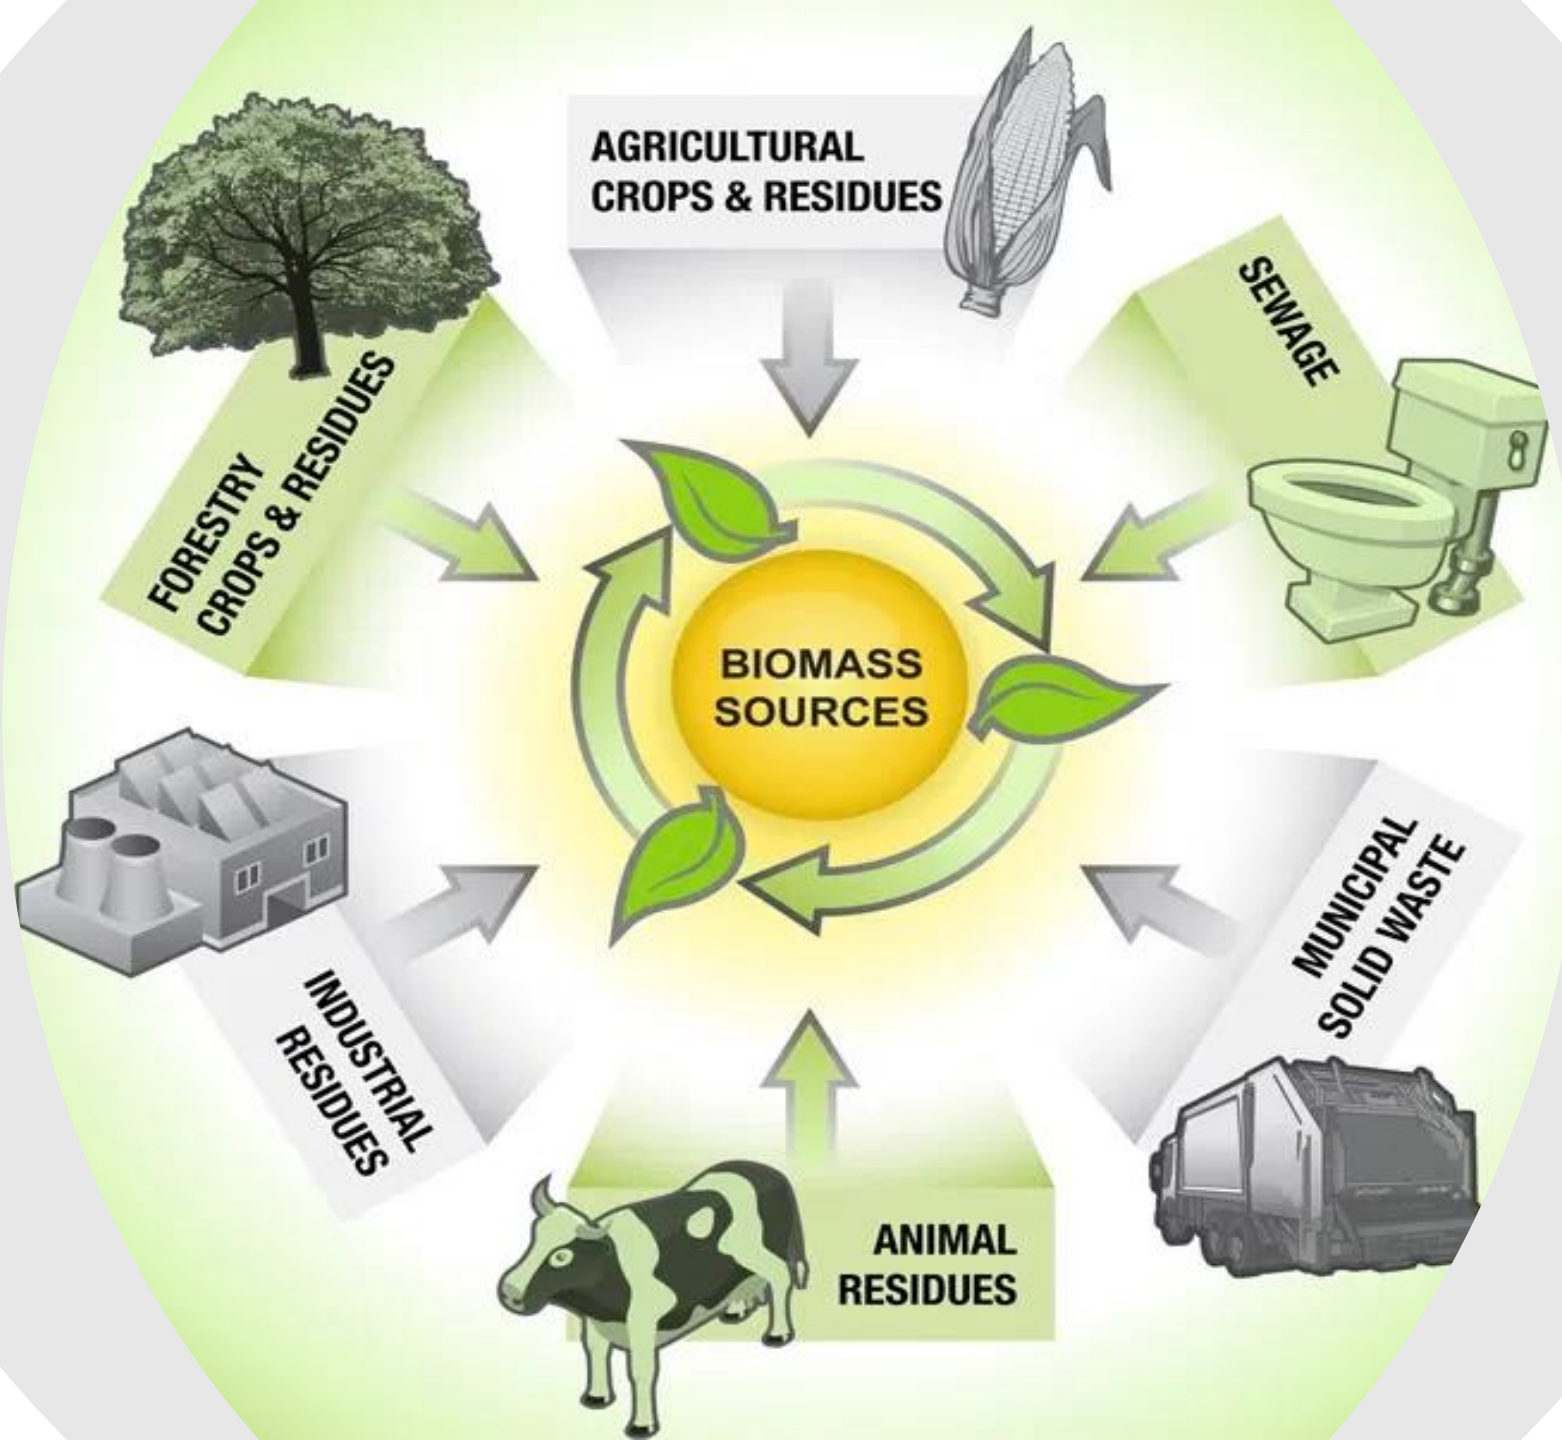 AGRICULTURAL
CROPS & RESIDUES
SEWAGE
FORESTRY
CROPS & RESIDUES
BIOMASS
SOURCES
MUNICIPAL
SOLID WASTE
INDUSTRIAL
RESIDUES
ANIMAL
RESIDUES